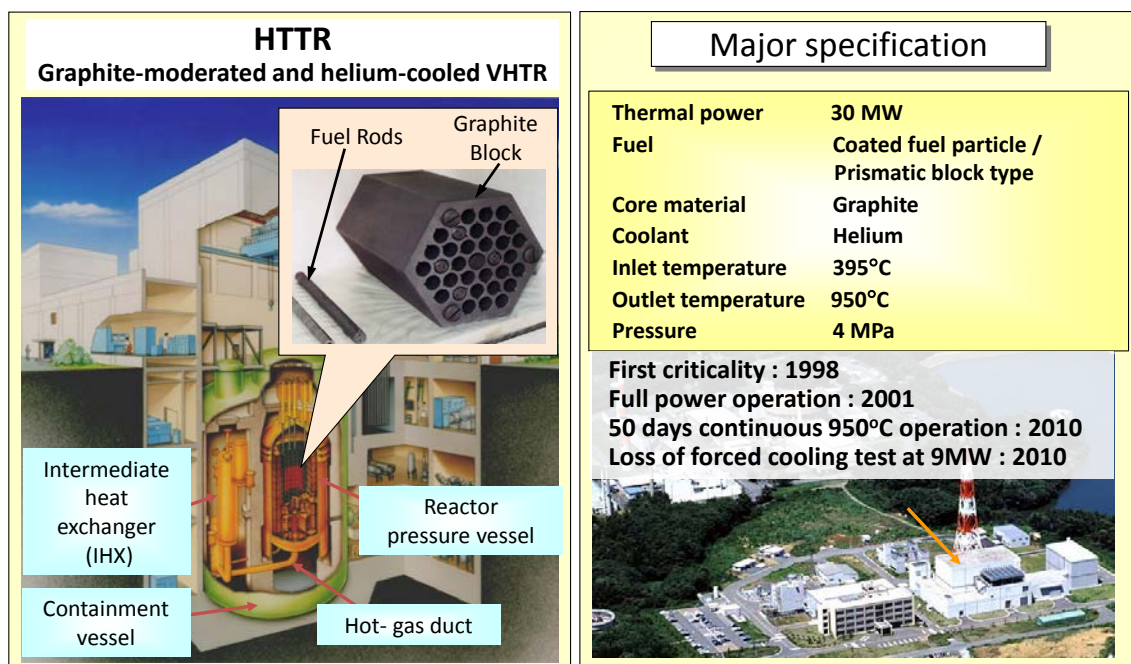 HTTR
Graphite-moderated and helium-cooled VHTR
Fuel Rods
Graphite
Block
Intermediate
heat
exchanger
(IHX)
Reactor
pressure vessel
Containment
vessel
Hot- gas duct
Major specification
Thermal power 30 MW
Fuel Coated fuel particle /
Prismatic block type
Core material Graphite
Coolant Helium
Inlet temperature 395°C
Outlet temperature 950°C
Pressure 4 MPa
First criticality : 1998
Full power operation : 2001
50 days continuous 950°C operation : 2010
Loss of forced cooling test at 9MW : 2010